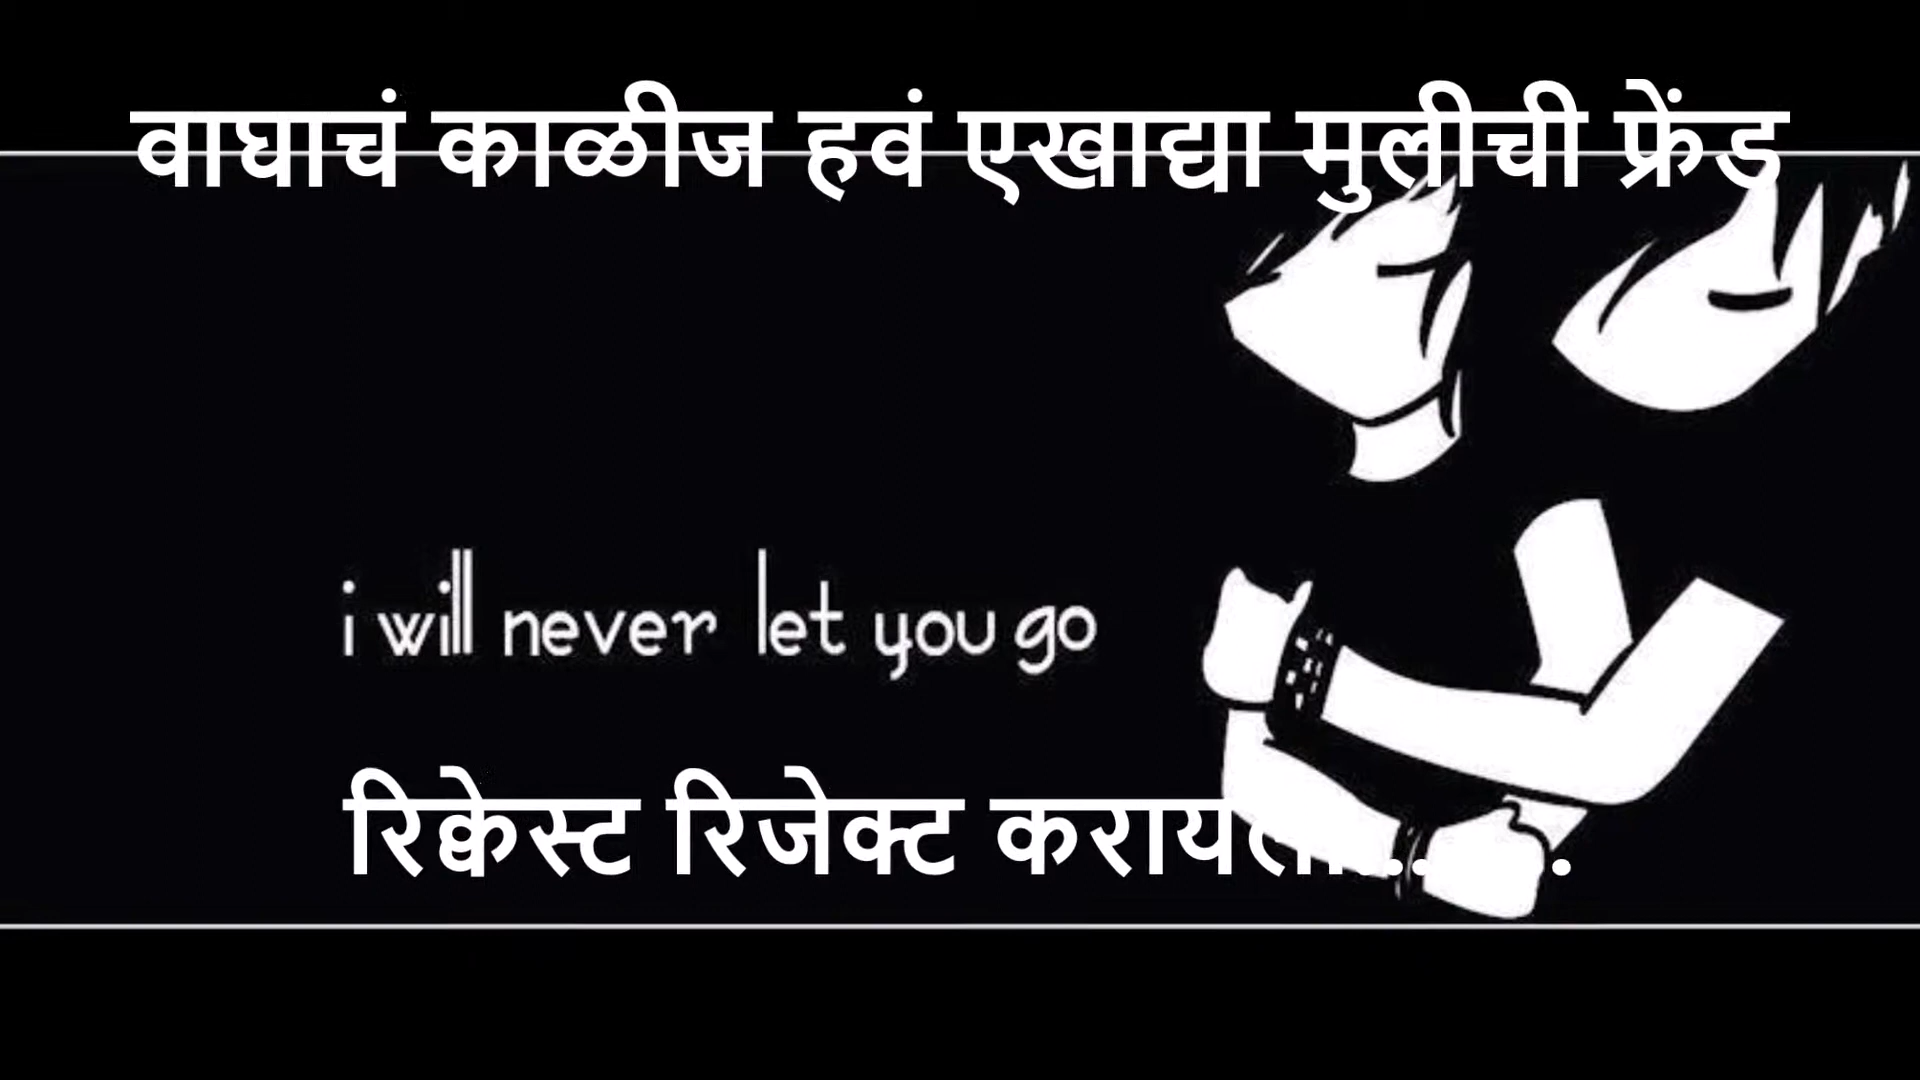 वाघाचं काळीज हवं एखाद्या मुलीची फ्रेंड
i will never let you go
रिक्वेस्ट रिजेक्ट करायला.....